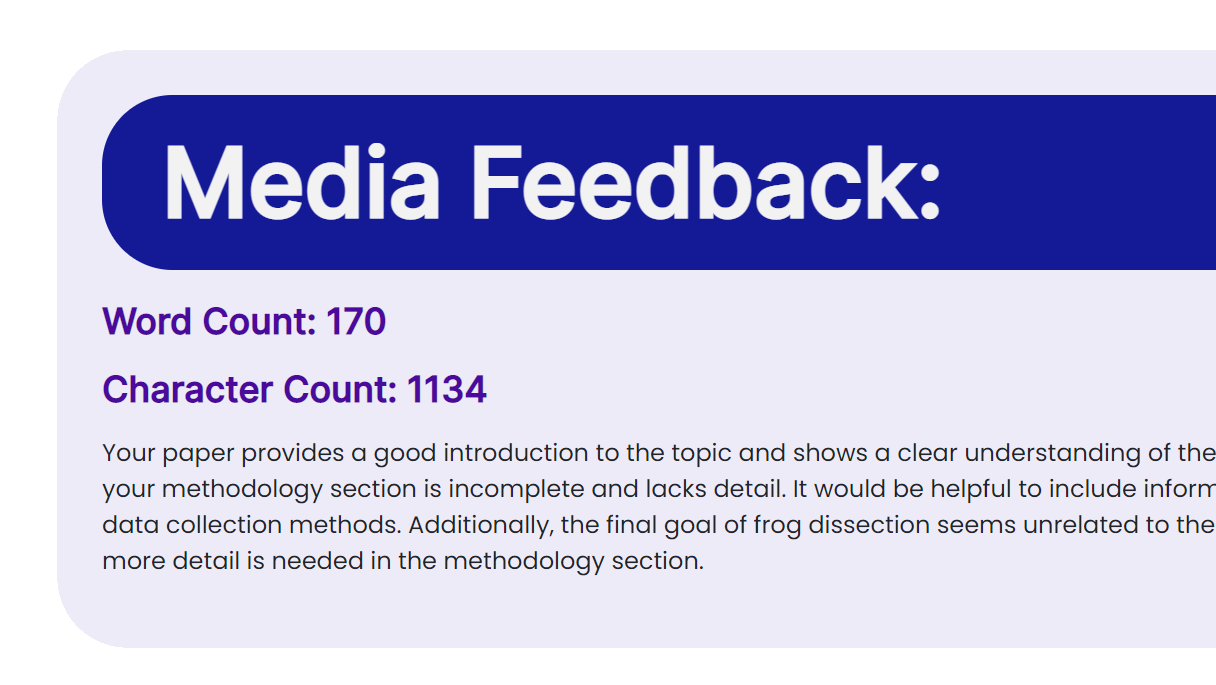 Media Feedback:
Word Count: 170
Character Count: 1134
Your paper provides a good introduction to the topic and shows a clear understanding of the
your methodology section is incomplete and lacks detail. It would be helpful to include inform
data collection methods. Additionally, the final goal of frog dissection seems unrelated to the
more detail is needed in the methodology section.